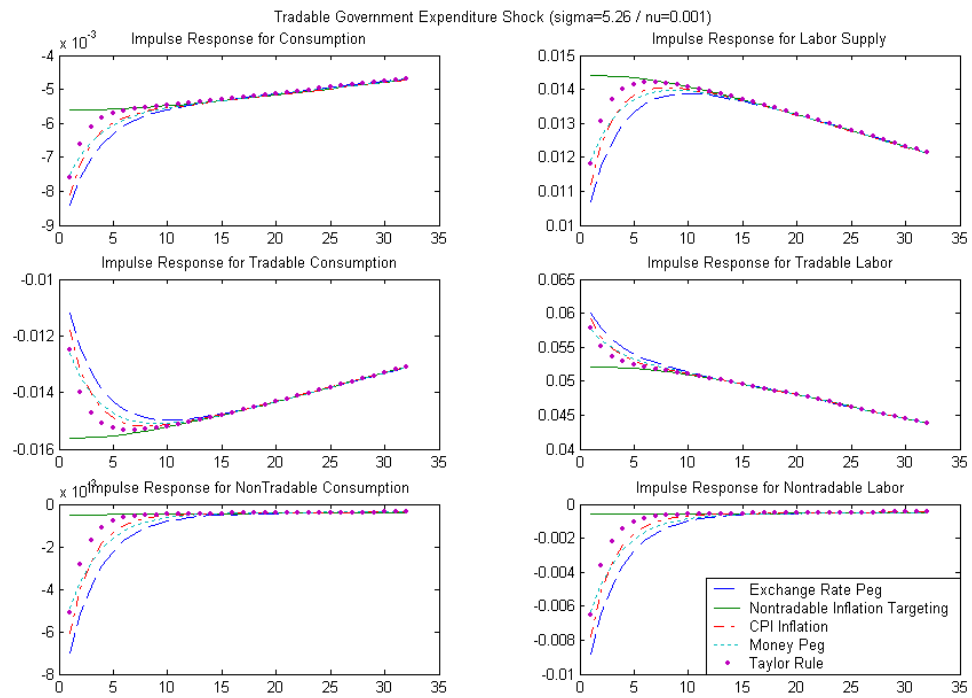 Tradable Government Expenditure Shock (sigma=5.26 / nu=0.001)
x 10^-3
Impulse Response for Consumption
-4
-5
-6
-7
-8
-9
0 5 10 15 20 25 30 35
Impulse Response for Labor Supply
0.015
0.014
0.013
0.012
0.011
0.01
0 5 10 15 20 25 30 35
Impulse Response for Tradable Consumption
-0.01
-0.012
-0.014
-0.016
0 5 10 15 20 25 30 35
Impulse Response for Tradable Labor
0.065
0.06
0.055
0.05
0.045
0.04
0 5 10 15 20 25 30 35
x 10^-3
Impulse Response for NonTradable Consumption
0
-2
-4
-6
-8
0 5 10 15 20 25 30 35
Impulse Response for Nontradable Labor
0
-0.002
-0.004
-0.006
-0.008
-0.01
0 5 10 15 20 25 30 35
Exchange Rate Peg
Nontradable Inflation Targeting
CPI Inflation
Money Peg
Taylor Rule